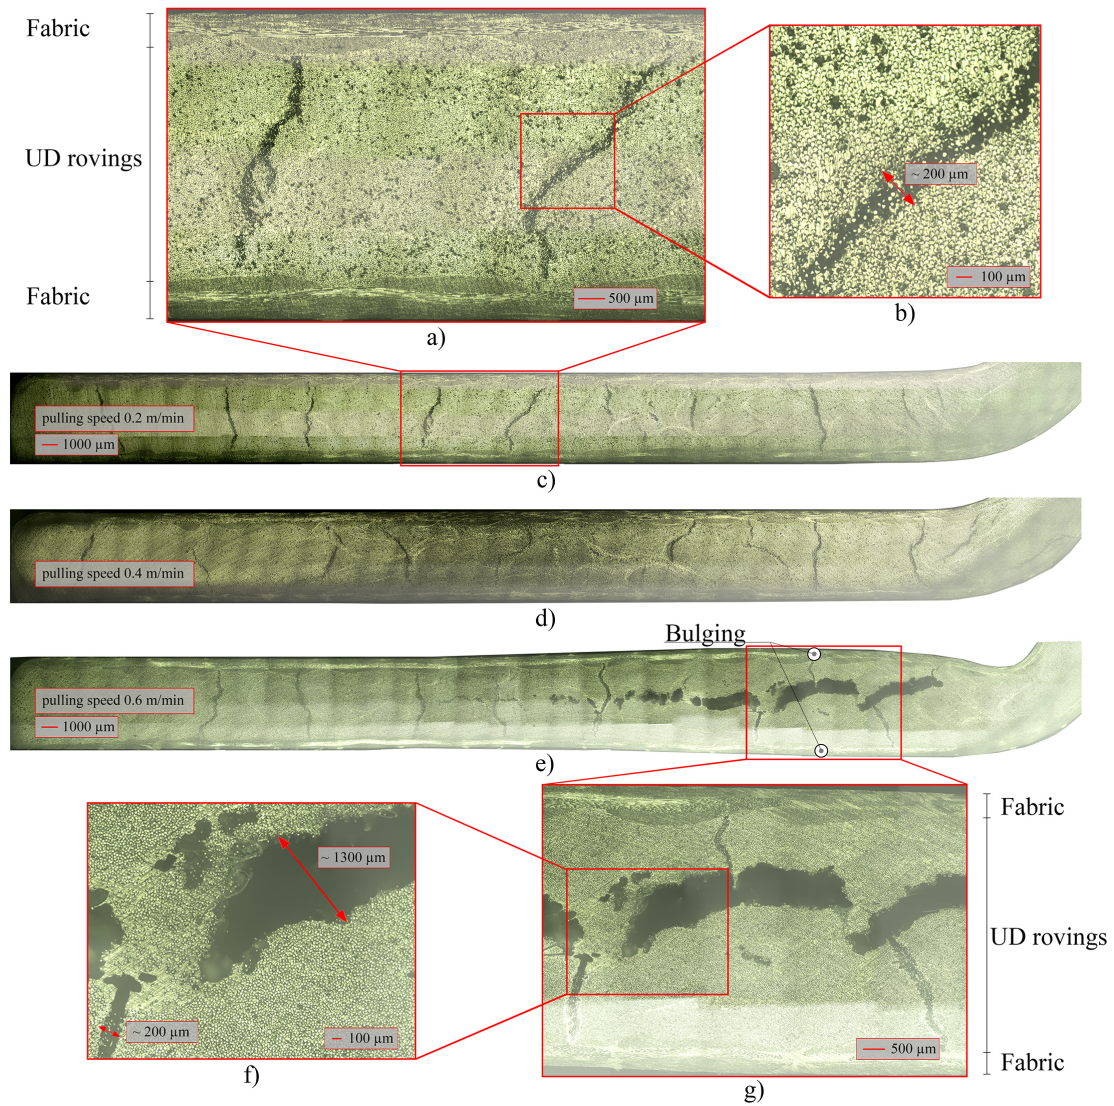 Fabric
UD rovings
Fabric
500 µm
a)
~ 200 µm
100 µm
b)
pulling speed 0.2 m/min
1000 µm
c)
pulling speed 0.4 m/min
d)
Bulging
pulling speed 0.6 m/min
1000 µm
e)
~ 1300 µm
~ 200 µm
100 µm
f)
Fabric
UD rovings
Fabric
500 µm
g)